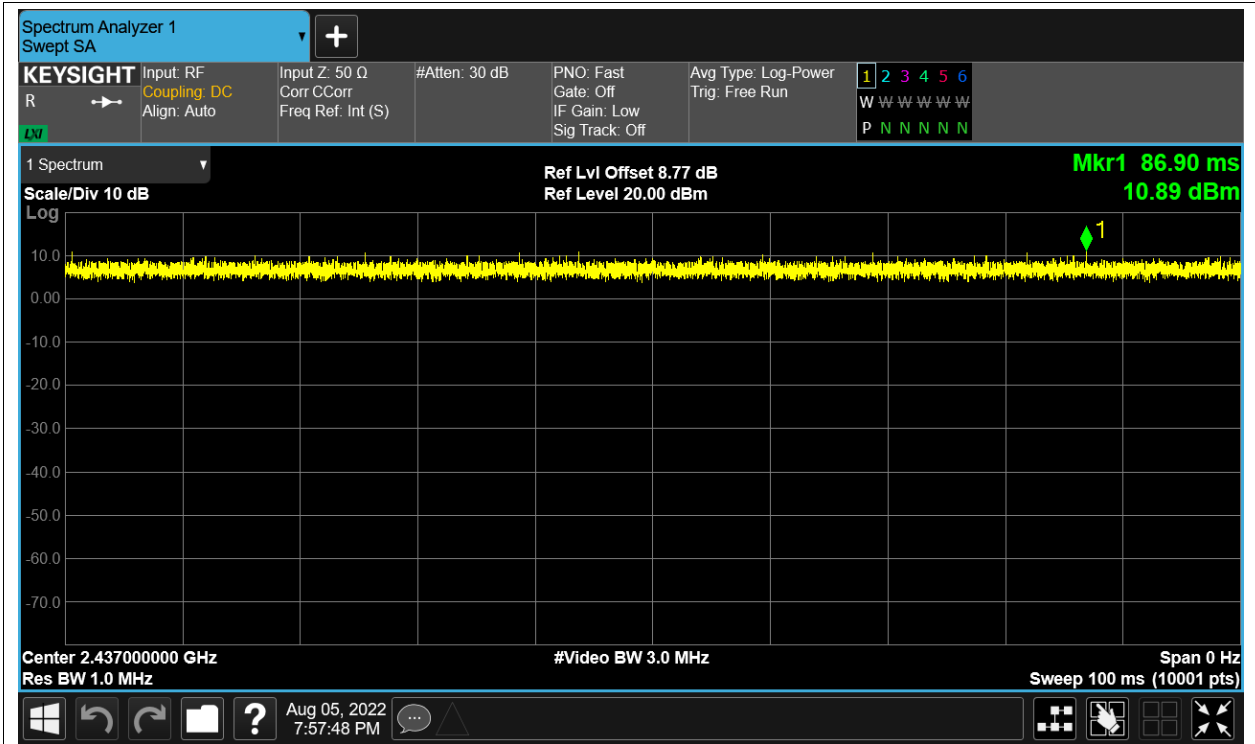 Spectrum Analyzer 1
Swept SA
KEYSIGHT
R
LXI
Input: RF
Coupling: DC
Align: Auto
Input Z: 50 Ω
Corr CCorr
Freq Ref: Int (S)
#Atten: 30 dB
PNO: Fast
Gate: Off
IF Gain: Low
Sig Track: Off
Avg Type: Log-Power
Trig: Free Run
1 2 3 4 5 6
W W W W W W
P N N N N N
1 Spectrum
Scale/Div 10 dB
Log
Ref Lvl Offset 8.77 dB
Ref Level 20.00 dBm
Mkr1 86.90 ms
10.89 dBm
1
10.0
0.00
-10.0
-20.0
-30.0
-40.0
-50.0
-60.0
-70.0
Center 2.437000000 GHz
Res BW 1.0 MHz
#Video BW 3.0 MHz
Span 0 Hz
Sweep 100 ms (10001 pts)
?
Aug 05, 2022
7:57:48 PM